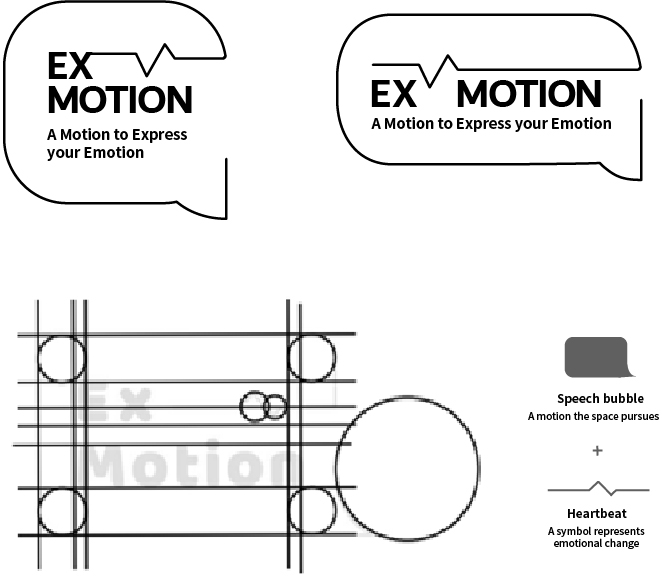 EX
MOTION
A Motion to Express
your Emotion
EX MOTION
A Motion to Express your Emotion
Ex
Motion
Speech bubble
A motion the space pursues
+
Heartbeat
A symbol represents
emotional change